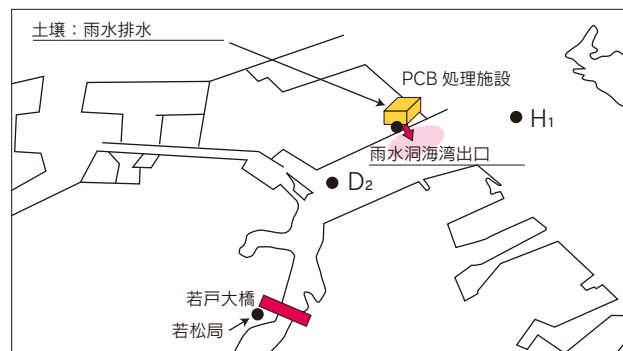 土壌：雨水排水
PCB 処理施設
H₁
雨水洞海湾出口
D₂
若戸大橋
若松局